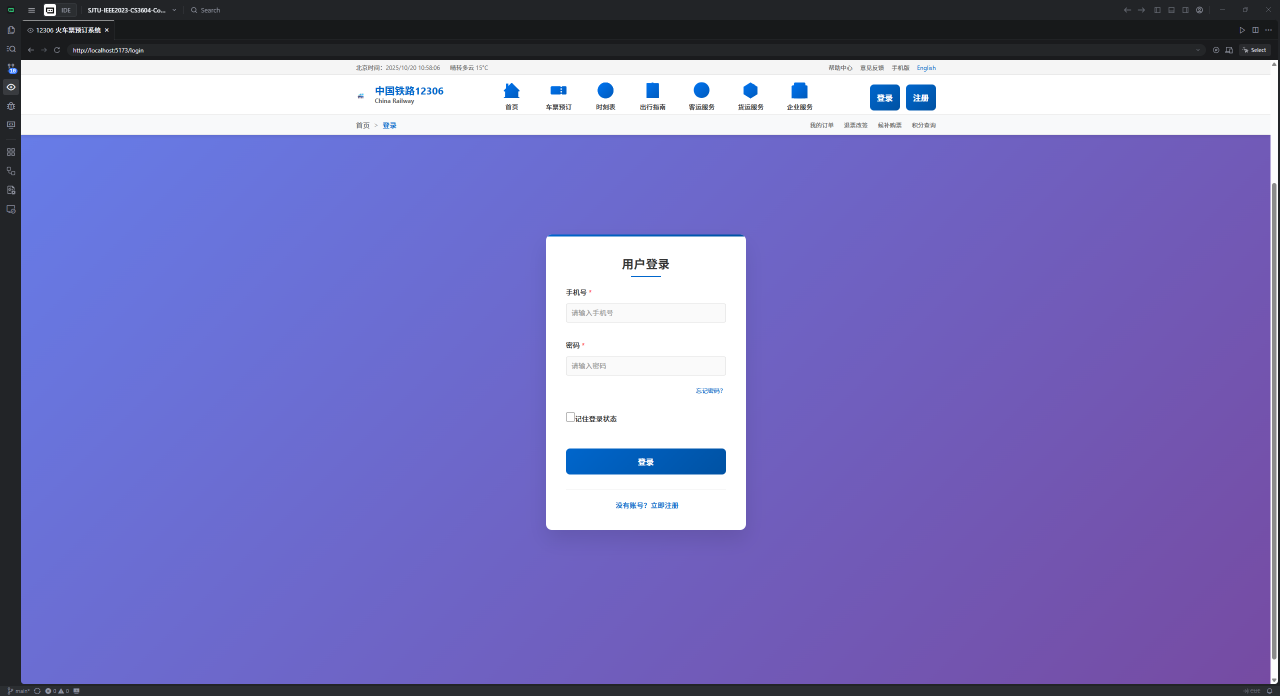 IDE
SJTU-IEEE2023-CS3604-Co...
Search
12306 火车票预订系统
http://localhost:5173/login
Select
北京时间：2025/10/20 10:58:06
晴转多云 15°C
帮助中心
意见反馈
手机版
English
中国铁路12306
China Railway
首页
车票预订
时刻表
出行指南
客运服务
货运服务
企业服务
登录
注册
首页 > 登录
我的订单
退票改签
候补购票
积分查询
用户登录
手机号 *
请输入手机号
密码 *
请输入密码
忘记密码?
记住登录状态
登录
没有账号? 立即注册
main*
0
0